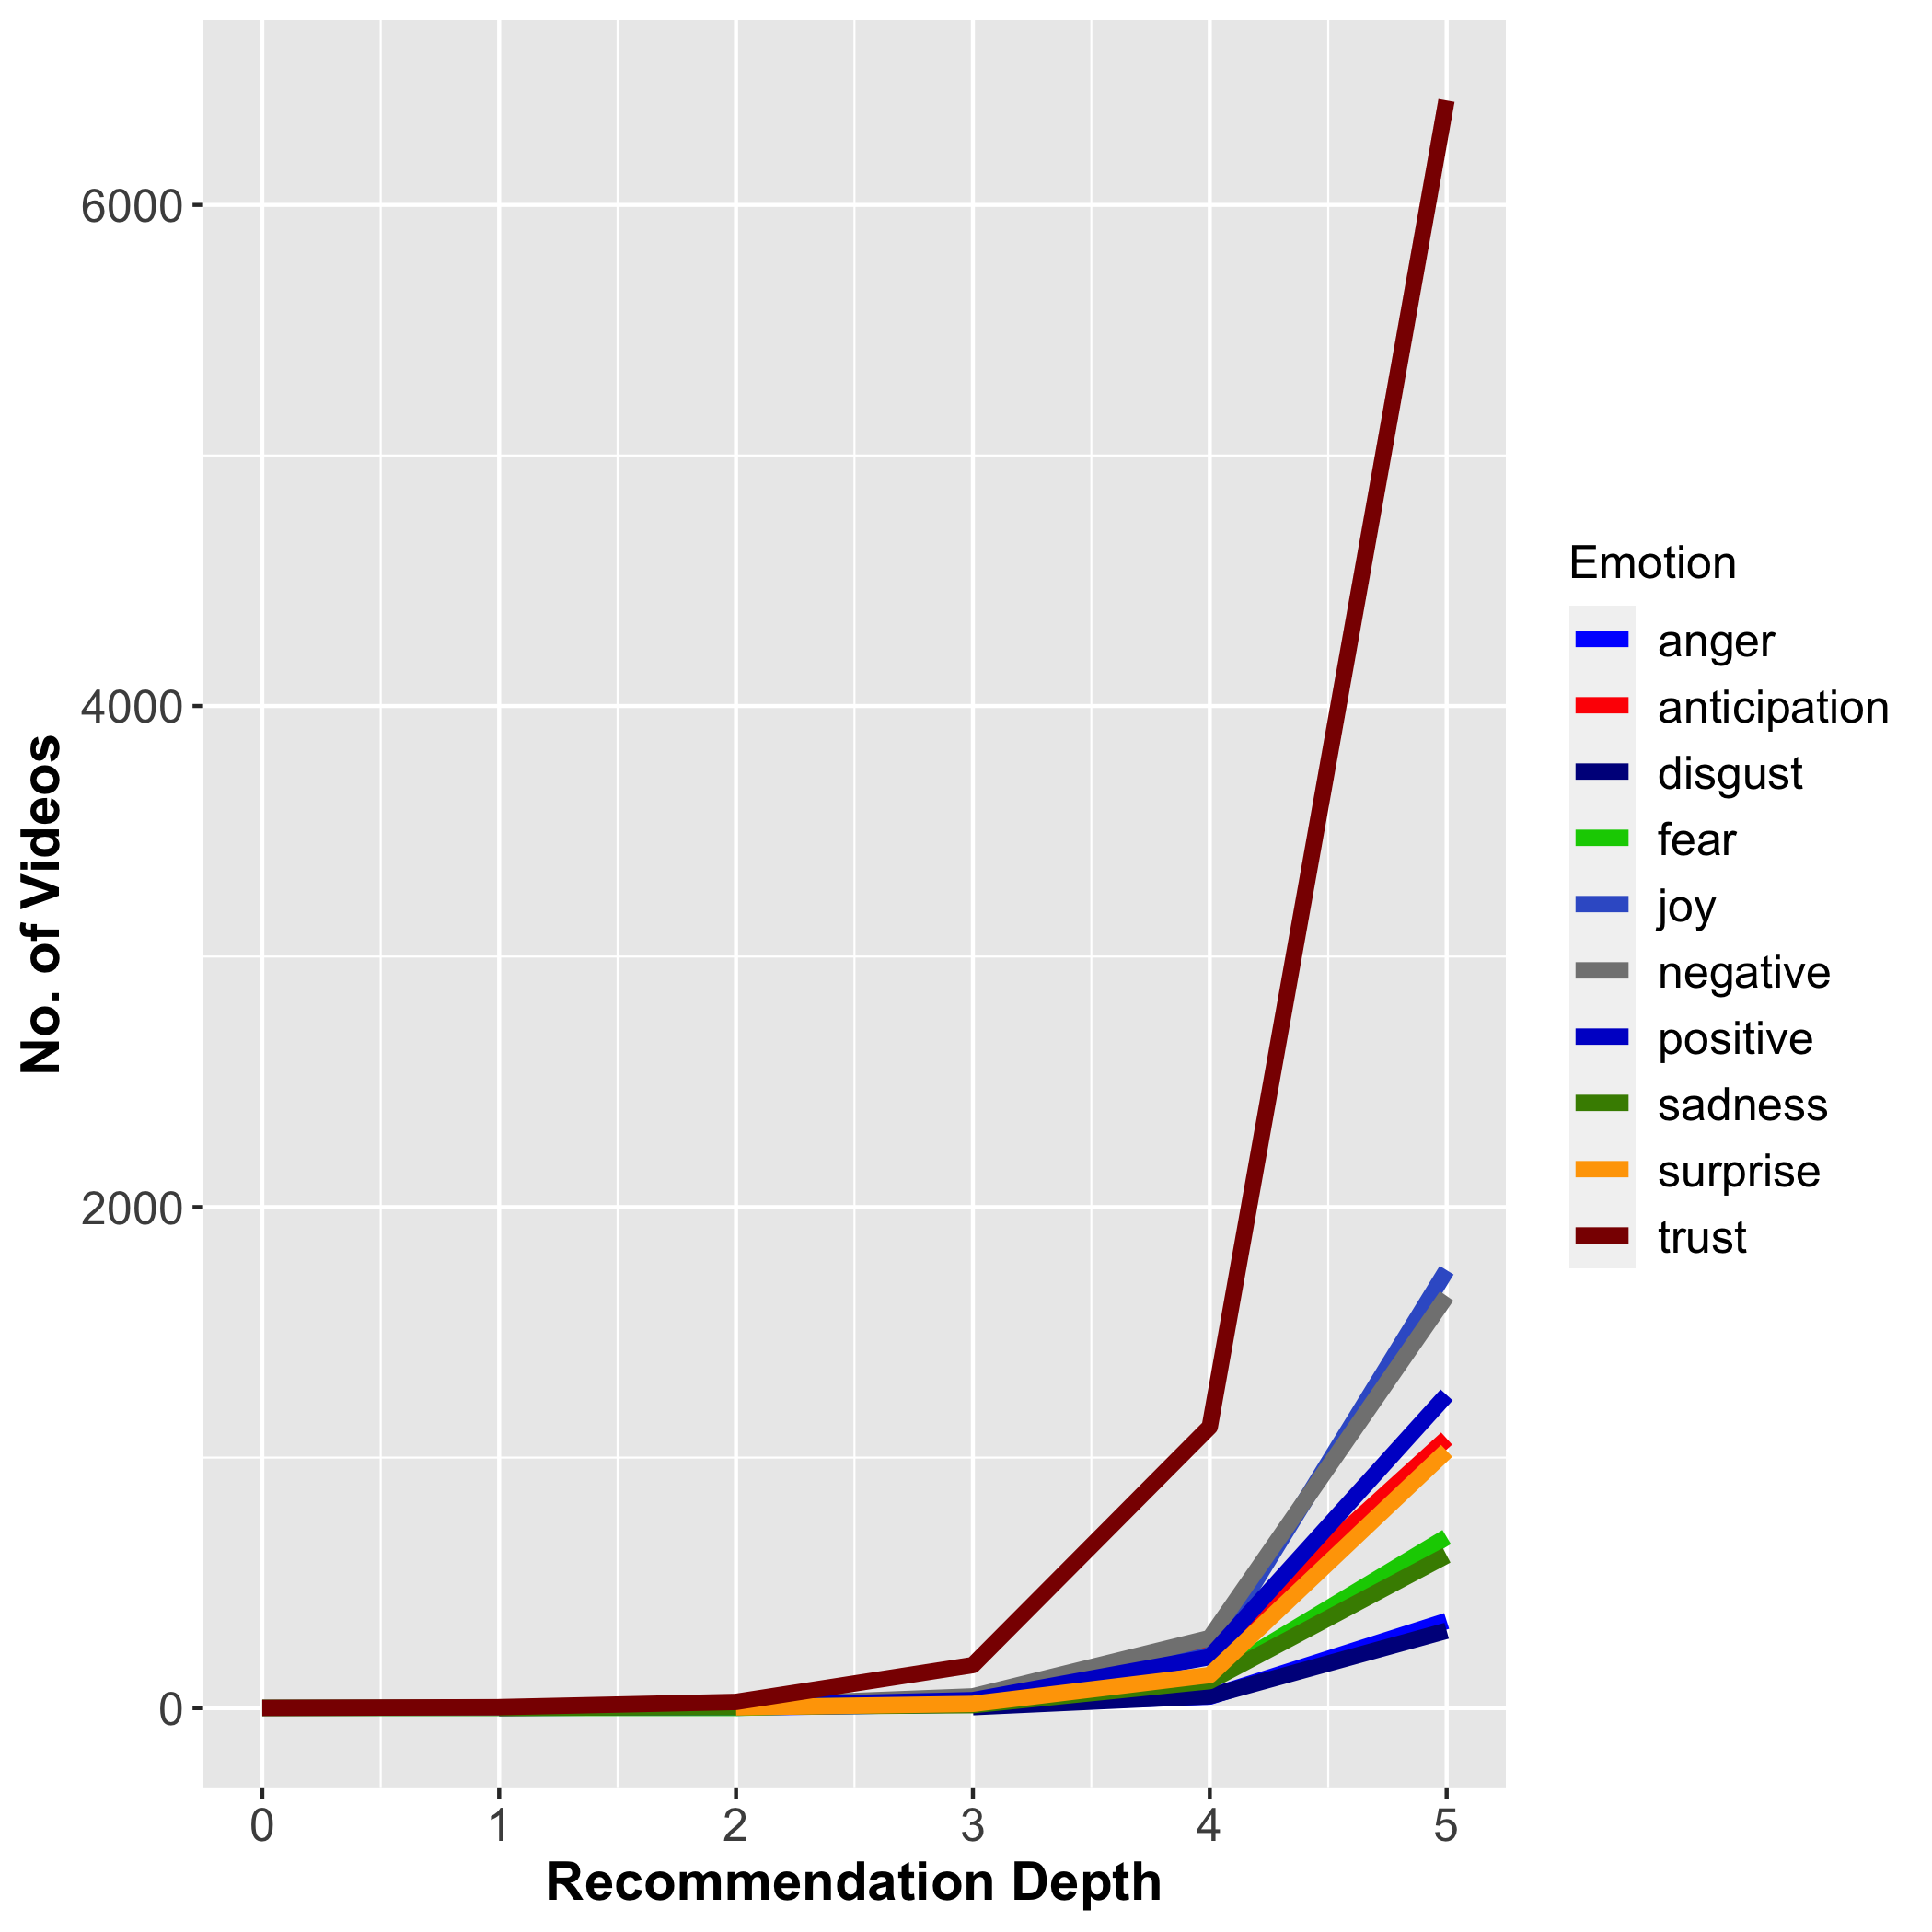 6000
4000
2000
0
No. of Videos
0 1 2 3 4 5
Recommendation Depth
Emotion
anger
anticipation
disgust
fear
joy
negative
positive
sadness
surprise
trust